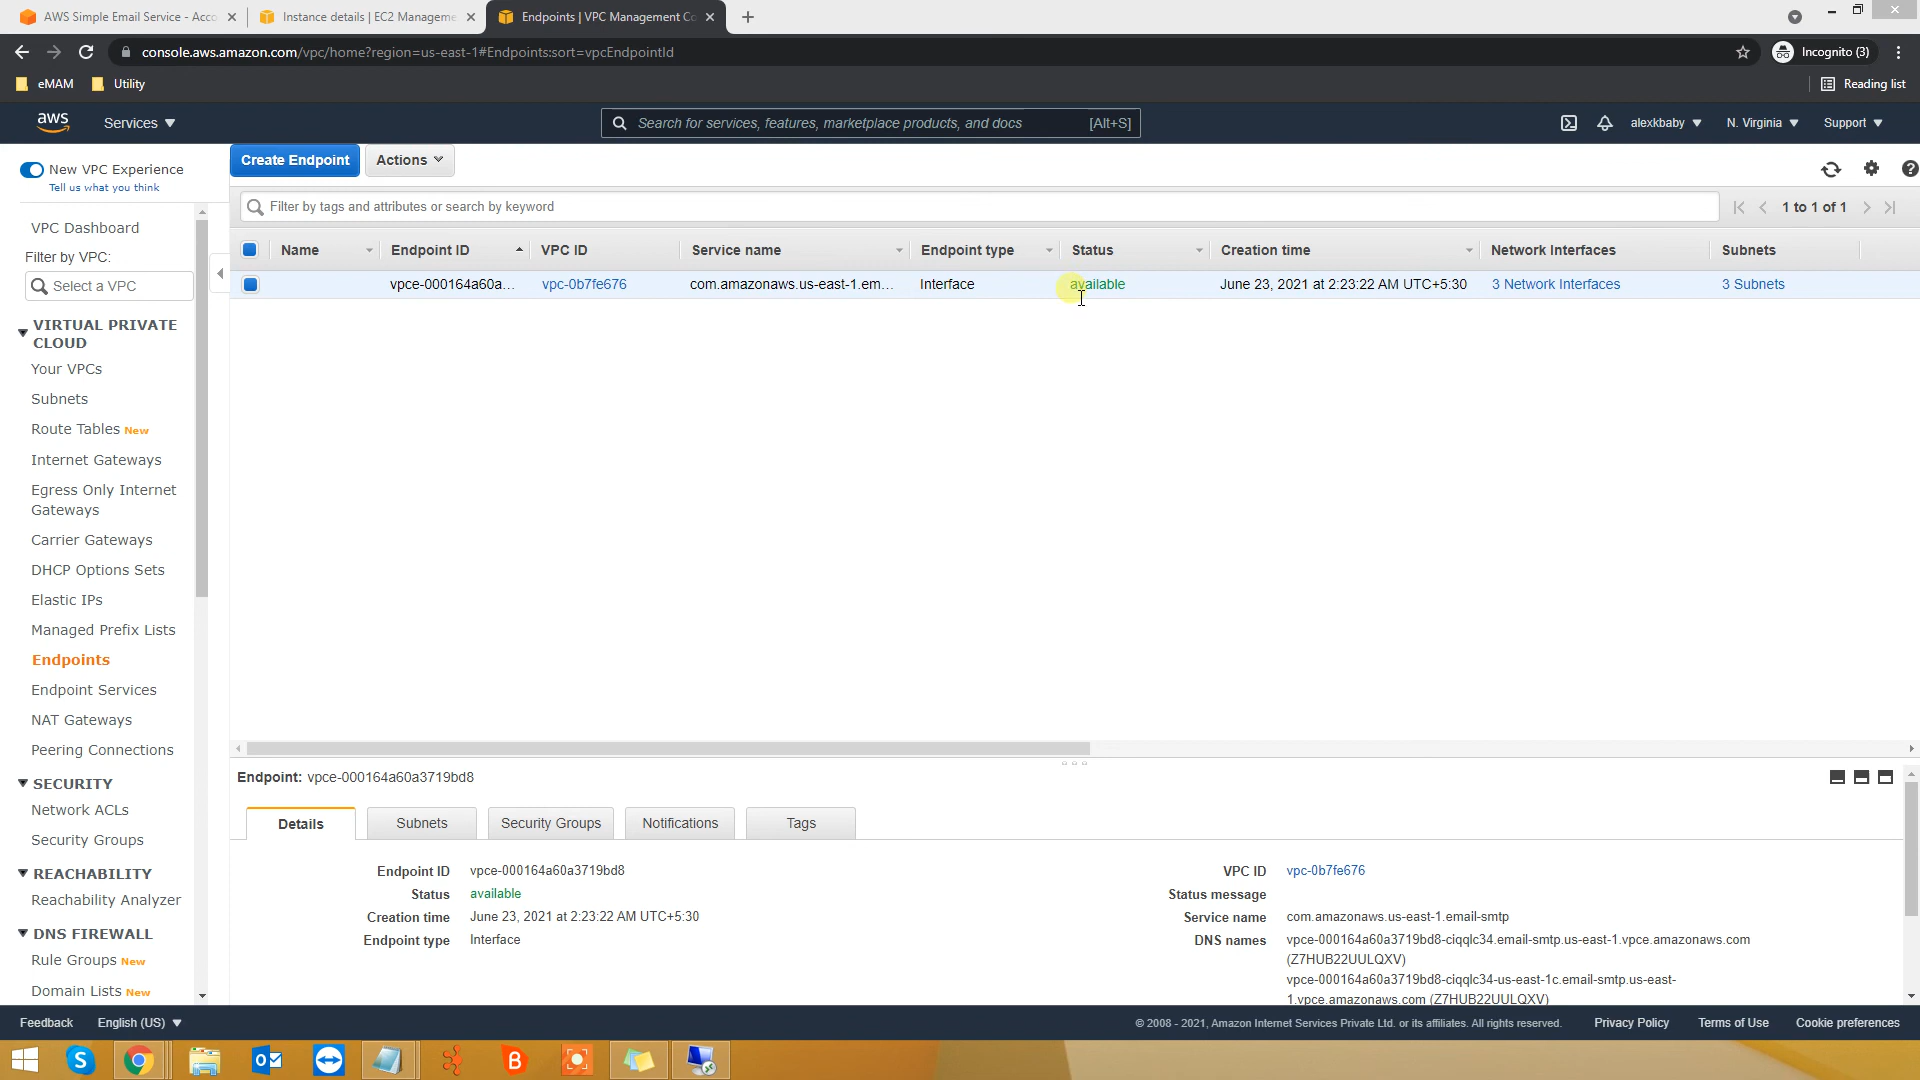 AWS Simple Email Service - Acco
Instance details | EC2 Manageme
Endpoints | VPC Management Co
console.aws.amazon.com/vpc/home?region=us-east-1#Endpoints:sort=vpcEndpointId
Incognito (3)
eMAM
Utility
Reading list
aws
Services
Search for services, features, marketplace products, and docs
[Alt+S]
alexkbaby
N. Virginia
Support
New VPC Experience
Tell us what you think
Create Endpoint
Actions
Filter by tags and attributes or search by keyword
1 to 1 of 1
VPC Dashboard
Filter by VPC:
Select a VPC
VIRTUAL PRIVATE
CLOUD
Your VPCs
Subnets
Route Tables New
Internet Gateways
Egress Only Internet
Gateways
Carrier Gateways
DHCP Options Sets
Elastic IPs
Managed Prefix Lists
Endpoints
Endpoint Services
NAT Gateways
Peering Connections
SECURITY
Network ACLs
Security Groups
REACHABILITY
Reachability Analyzer
DNS FIREWALL
Rule Groups New
Domain Lists New
Name
Endpoint ID
VPC ID
Service name
Endpoint type
Status
Creation time
Network Interfaces
Subnets
vpce-000164a60a...
vpc-0b7fe676
com.amazonaws.us-east-1.em...
Interface
available
June 23, 2021 at 2:23:22 AM UTC+5:30
3 Network Interfaces
3 Subnets
Endpoint: vpce-000164a60a3719bd8
Details
Subnets
Security Groups
Notifications
Tags
Endpoint ID vpce-000164a60a3719bd8
Status available
Creation time June 23, 2021 at 2:23:22 AM UTC+5:30
Endpoint type Interface
VPC ID vpc-0b7fe676
Status message
Service name com.amazonaws.us-east-1.email-smtp
DNS names vpce-000164a60a3719bd8-ciqqlc34.email-smtp.us-east-1.vpce.amazonaws.com
(Z7HUB22UULQXV)
vpce-000164a60a3719bd8-ciqqlc34-us-east-1c.email-smtp.us-east-
1.vpce.amazonaws.com (Z7HUB22UULQXV)
Feedback
English (US)
© 2008 - 2021, Amazon Internet Services Private Ltd. or its affiliates. All rights reserved.
Privacy Policy
Terms of Use
Cookie preferences